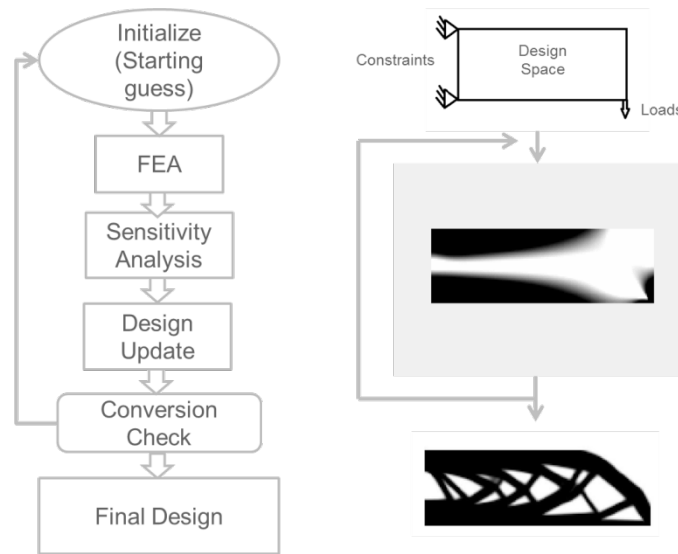 Initialize
(Starting
guess)
FEA
Sensitivity
Analysis
Design
Update
Conversion
Check
Final Design
Constraints
Design
Space
Loads